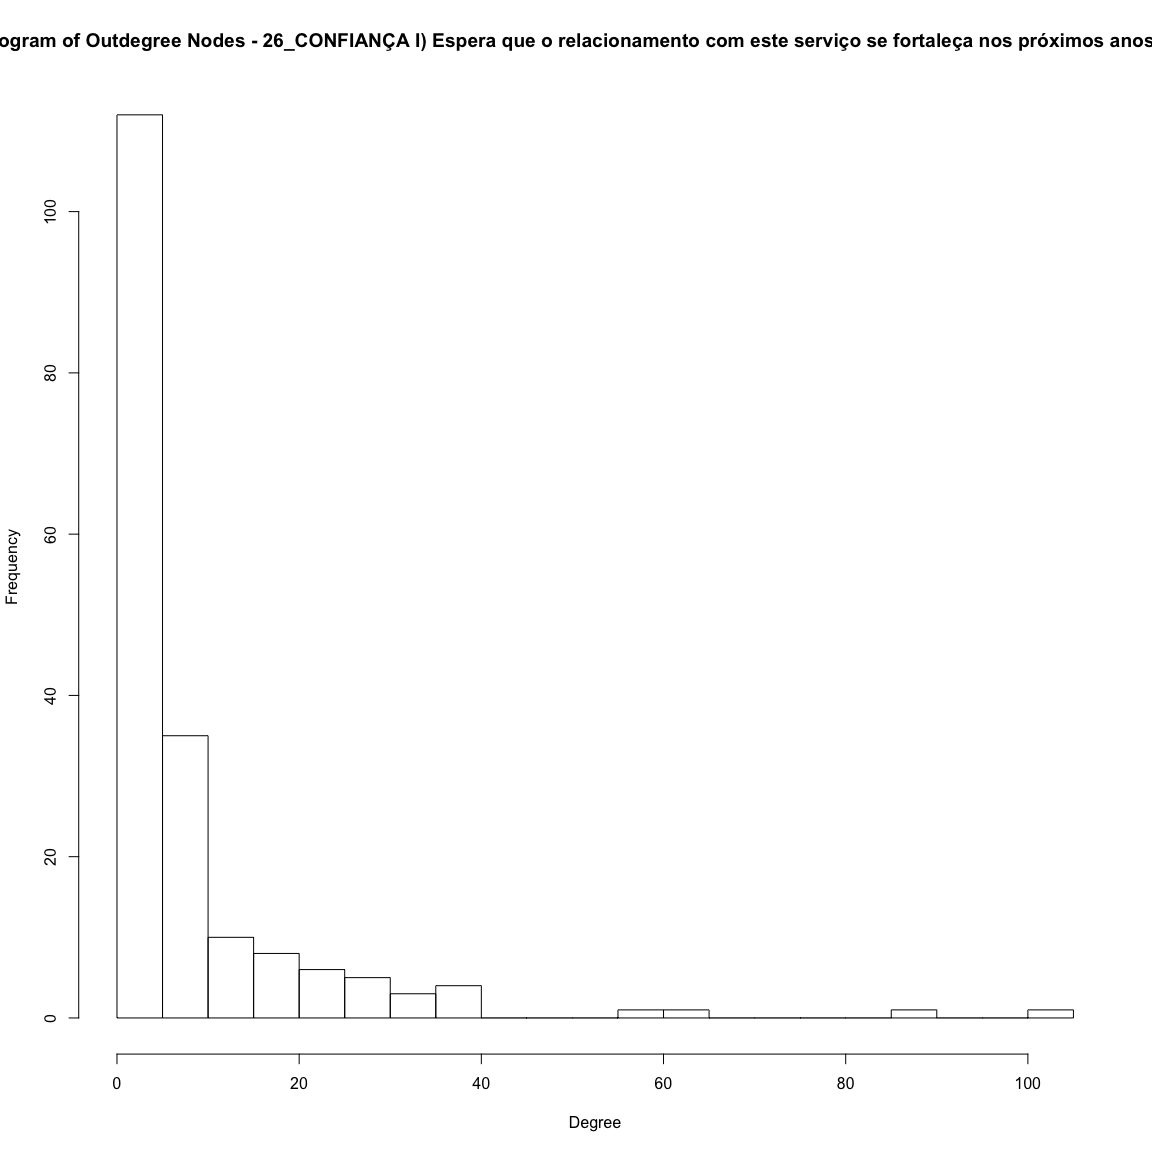 ogram of Outdegree Nodes - 26_CONFIANÇA I) Espera que o relacionamento com este serviço se fortaleça nos próximos anos
Frequency
100
80
60
40
20
0
0 20 40 60 80 100
Degree